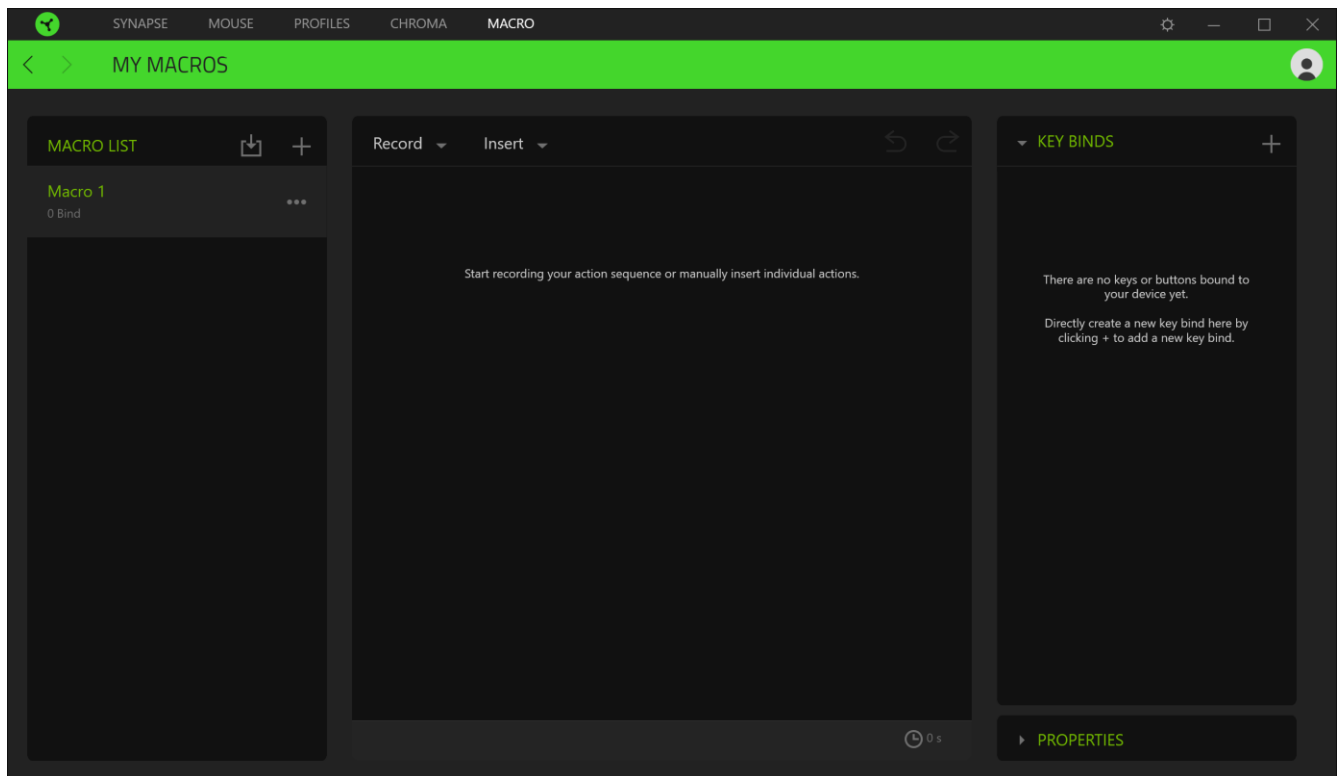 SYNAPSE MOUSE PROFILES CHROMA MACRO
MY MACROS
MACRO LIST
Macro 1
0 Bind
Record Insert
Start recording your action sequence or manually insert individual actions.
0 s
KEY BINDS
There are no keys or buttons bound to
your device yet.
Directly create a new key bind here by
clicking + to add a new key bind.
PROPERTIES